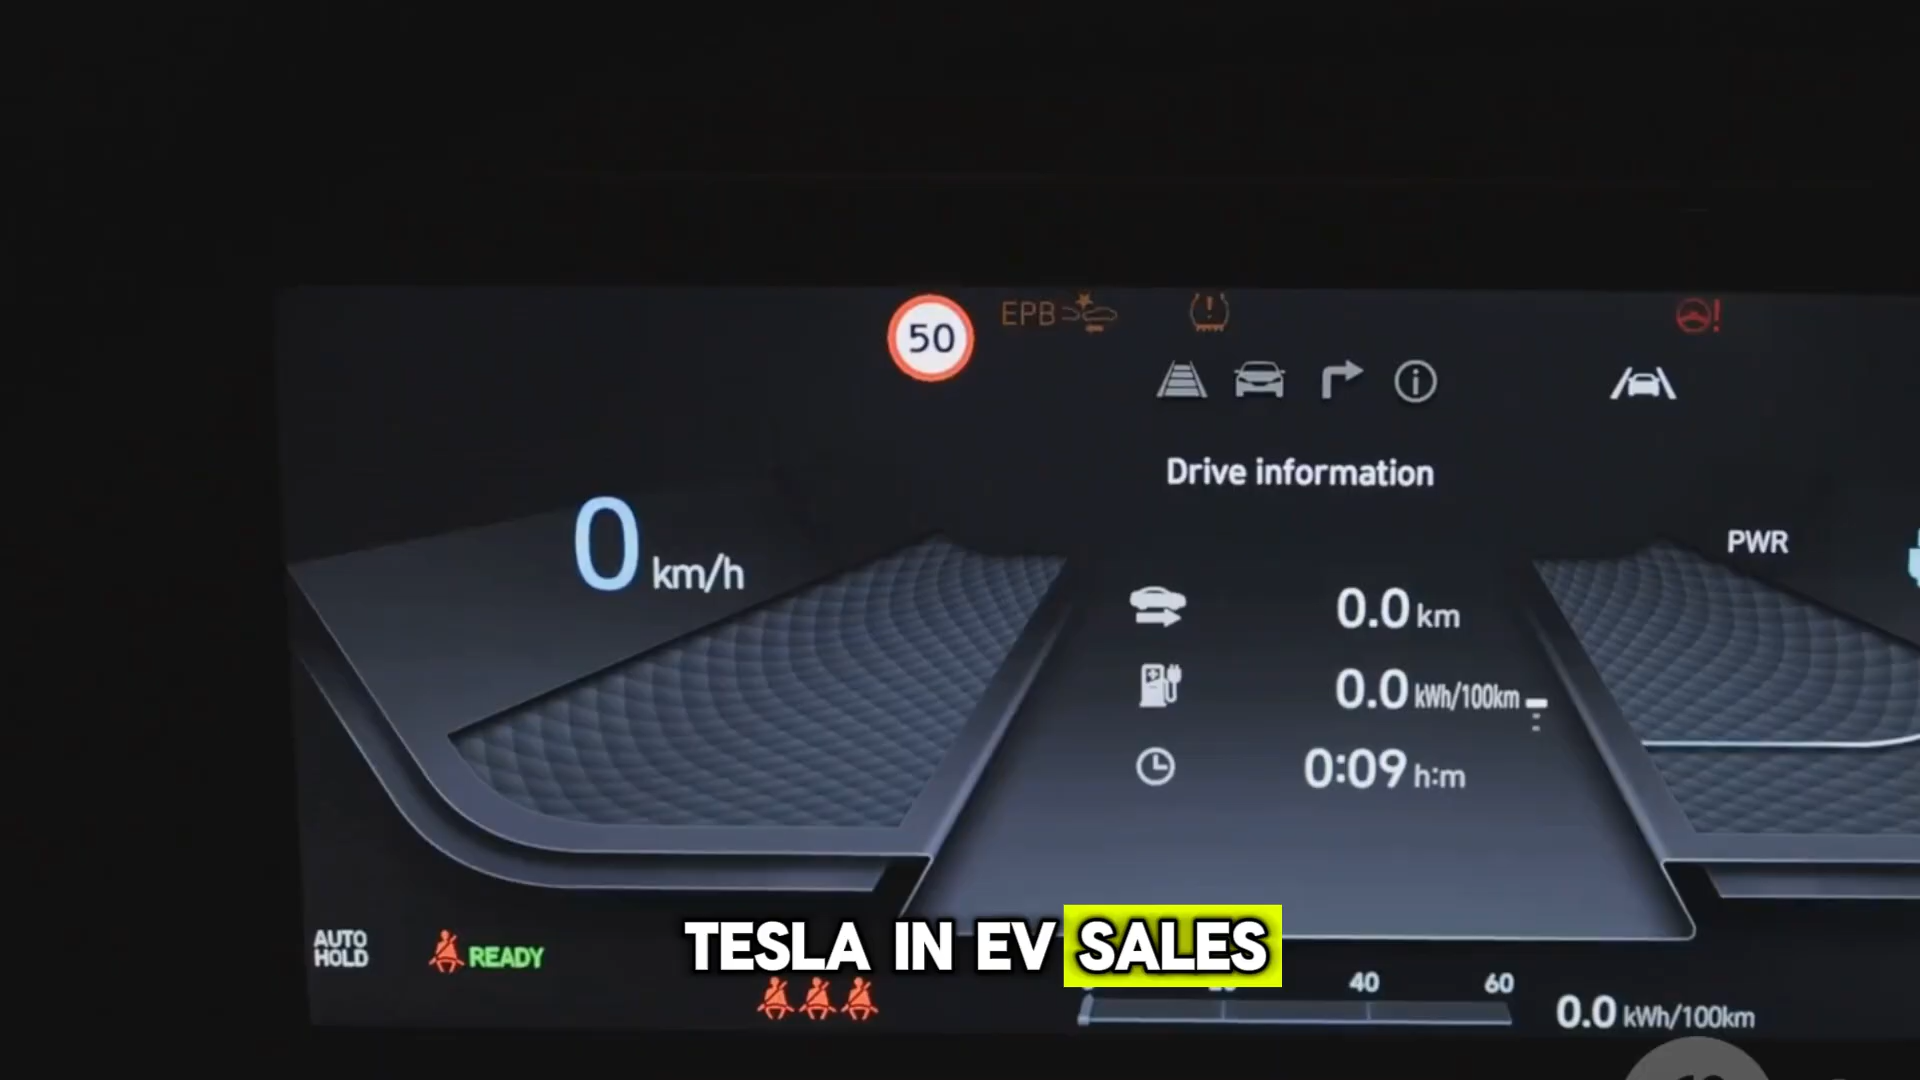 50
EPB
Drive information
0 km/h
PWR
0.0 km
0.0 kWh/100km
0:09 h:m
AUTO HOLD
READY
TESLA IN EV SALES
40 60
0.0 kWh/100km